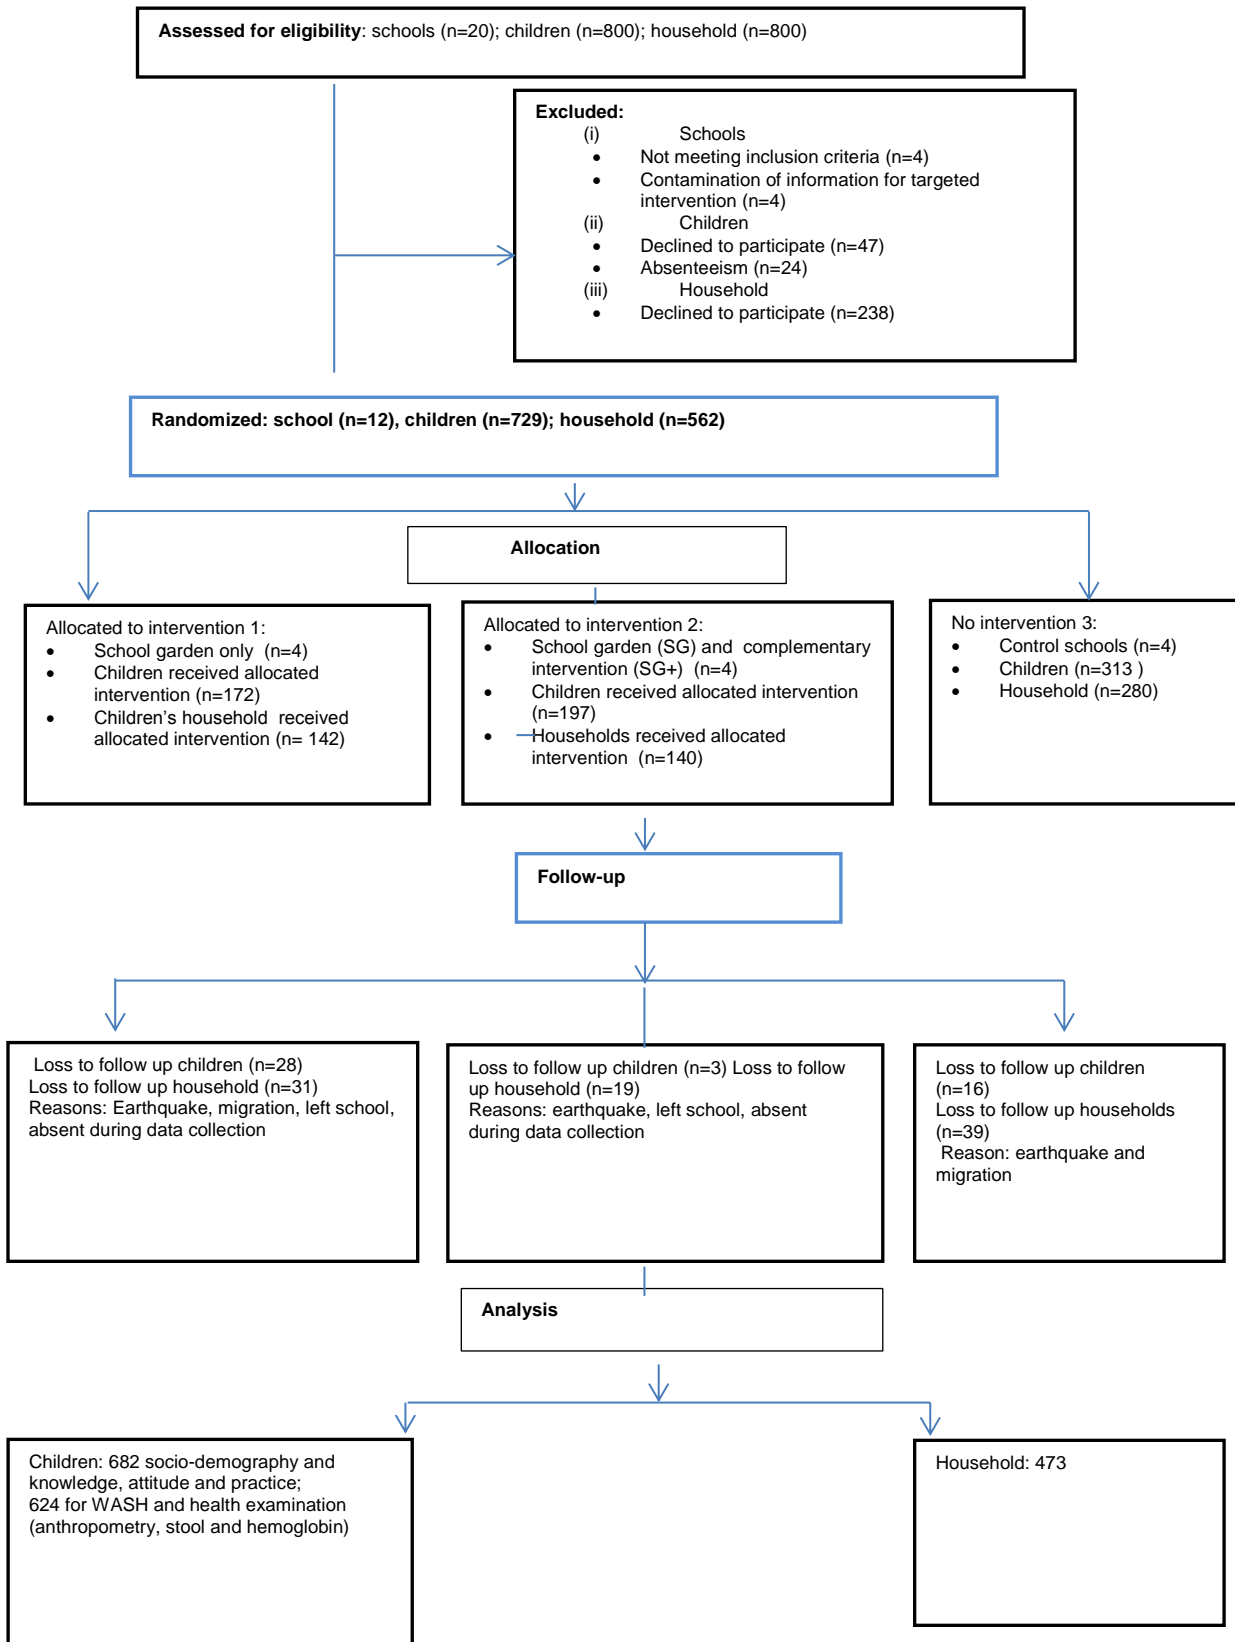 Assessed for eligibility: schools (n=20); children (n=800); household (n=800)
Excluded:
(i) Schools
• Not meeting inclusion criteria (n=4)
• Contamination of information for targeted
intervention (n=4)
(ii) Children
• Declined to participate (n=47)
• Absenteeism (n=24)
(iii) Household
• Declined to participate (n=238)
Randomized: school (n=12), children (n=729); household (n=562)
Allocation
Allocated to intervention 1:
• School garden only (n=4)
• Children received allocated
intervention (n=172)
• Children’s household received
allocated intervention (n= 142)
Allocated to intervention 2:
• School garden (SG) and complementary
intervention (SG+) (n=4)
• Children received allocated intervention
(n=197)
• Households received allocated
intervention (n=140)
No intervention 3:
• Control schools (n=4)
• Children (n=313 )
• Household (n=280)
Follow-up
Loss to follow up children (n=28)
Loss to follow up household (n=31)
Reasons: Earthquake, migration, left school,
absent during data collection
Loss to follow up children (n=3) Loss to follow
up household (n=19)
Reasons: earthquake, left school, absent
during data collection
Loss to follow up children
(n=16)
Loss to follow up households
(n=39)
Reason: earthquake and
migration
Analysis
Children: 682 socio-demography and
knowledge, attitude and practice;
624 for WASH and health examination
(anthropometry, stool and hemoglobin)
Household: 473